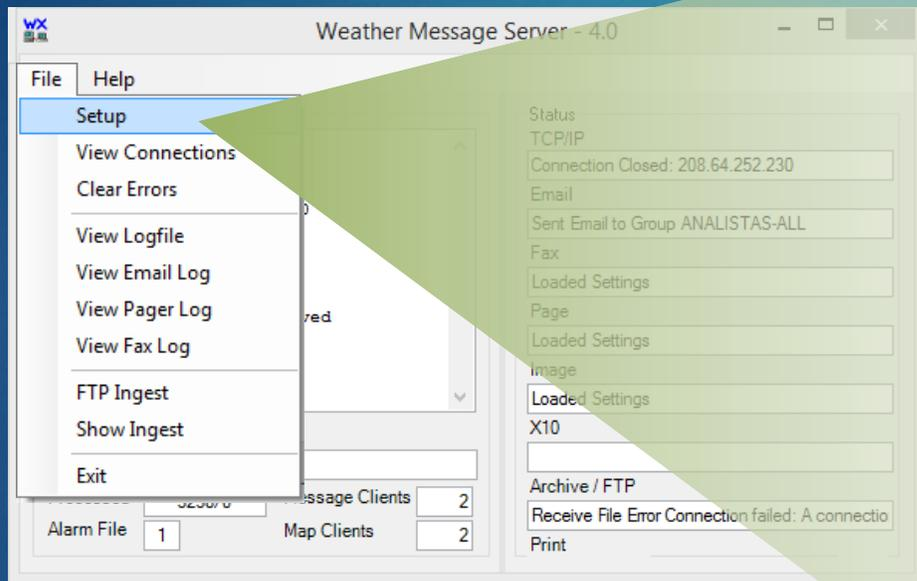 WX
Weather Message Server - 4.0
File Help
Setup
View Connections
Clear Errors
View Logfile
View Email Log
View Pager Log
View Fax Log
FTP Ingest
Show Ingest
Exit
Message Clients 2
Alarm File 1
Map Clients 2
Status
TCP/IP
Connection Closed: 208.64.252.230
Email
Sent Email to Group ANALISTAS-ALL
Fax
Loaded Settings
Page
Loaded Settings
Image
Loaded Settings
X10
Archive / FTP
Receive File Error Connection failed: A connectio
Print